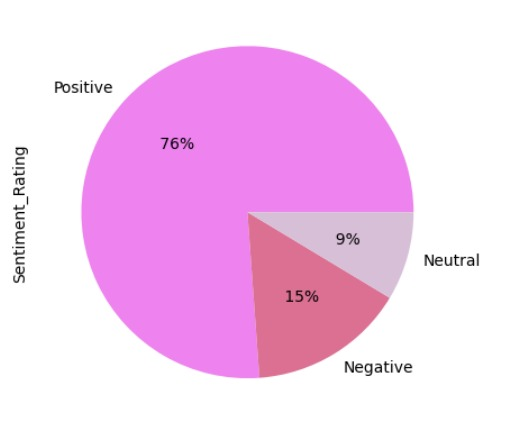 Positive
76%
Sentiment_Rating
9%
Neutral
15%
Negative